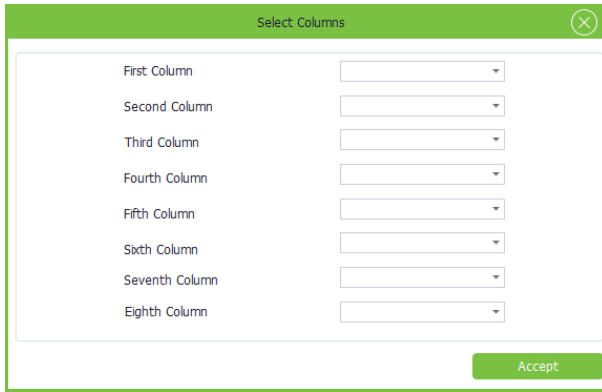 Select Columns
First Column
Second Column
Third Column
Fourth Column
Fifth Column
Sixth Column
Seventh Column
Eighth Column
Accept